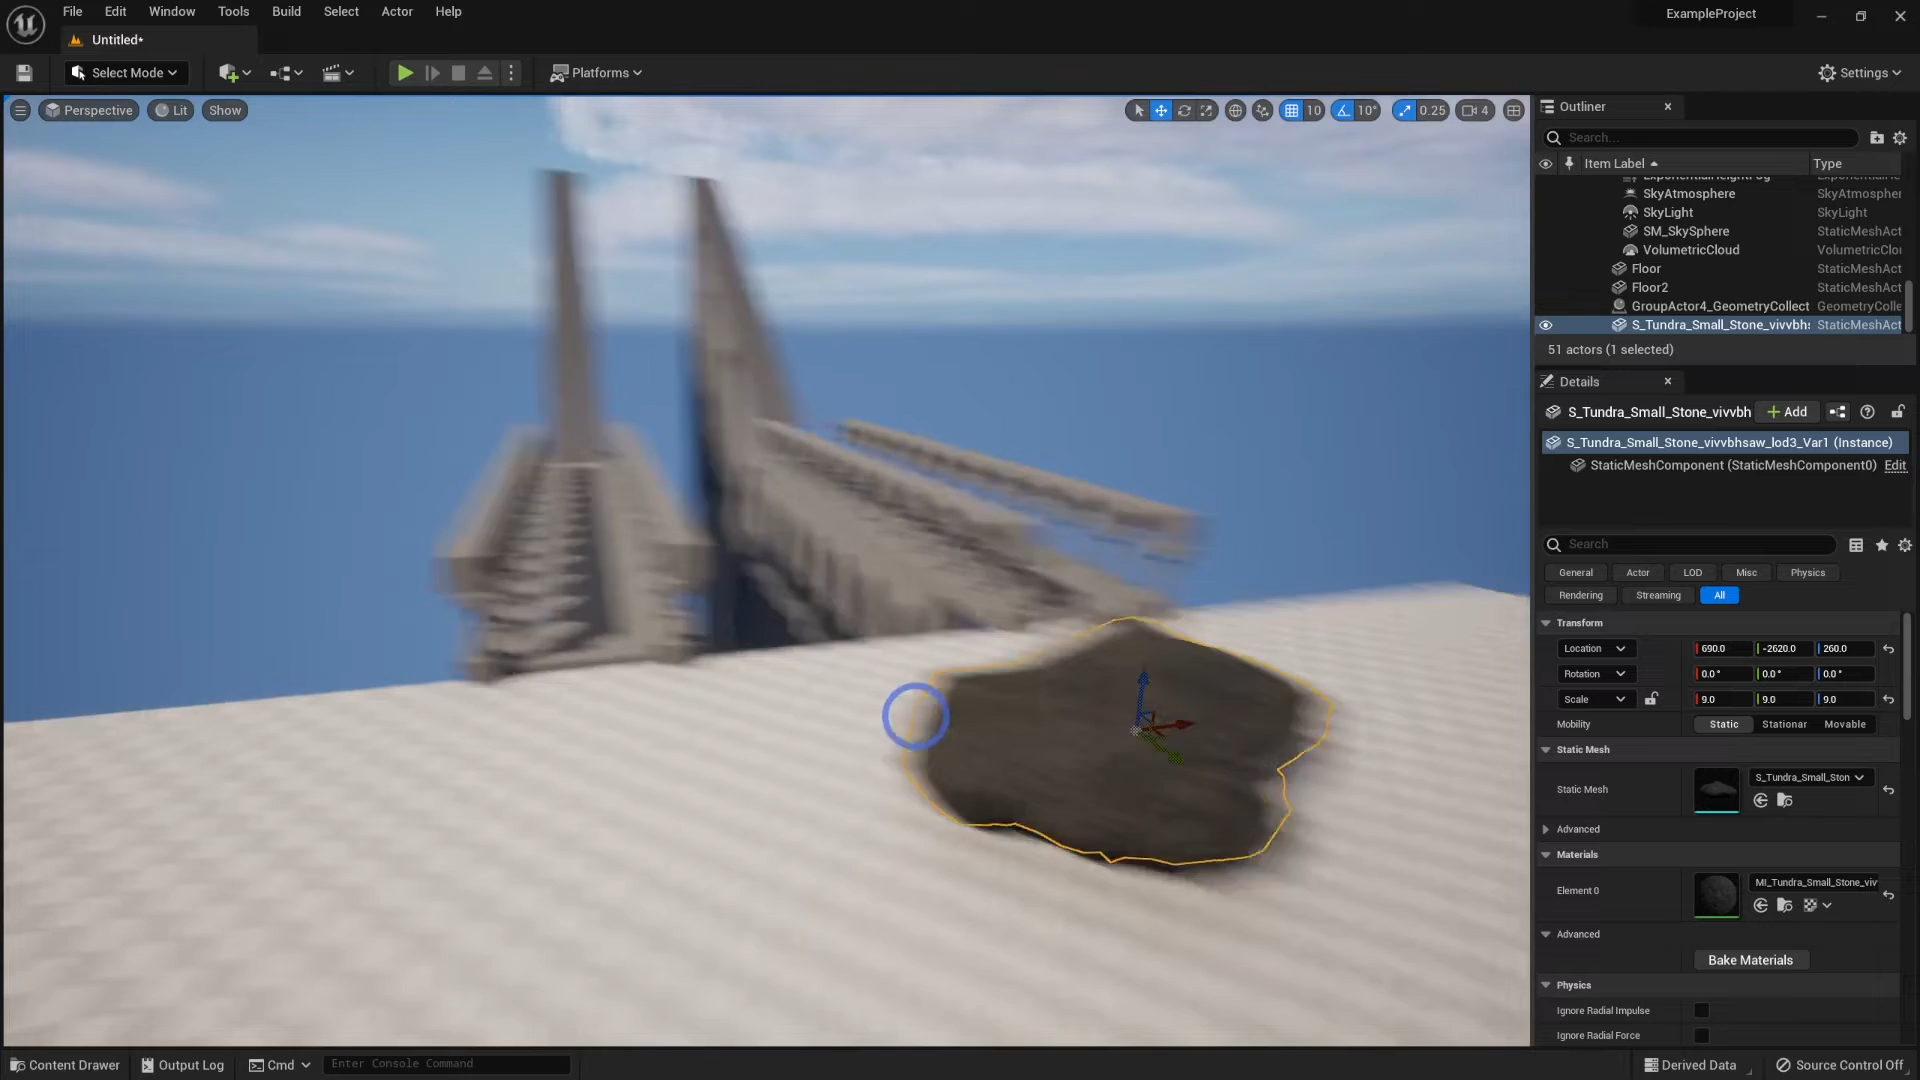 File Edit Window Tools Build Select Actor Help
ExampleProject
Untitled*
Select Mode
Platforms
Settings
Perspective Lit Show
10 10° 0.25 4
Outliner
Search...
Item Label Type
SkyAtmosphere SkyAtmospher
SkyLight SkyLight
SM_SkySphere StaticMeshAct
VolumetricCloud VolumetricClou
Floor StaticMeshAct
Floor2 StaticMeshAct
GroupActor4_GeometryCollect GeometryColle
S_Tundra_Small_Stone_vivvbhs StaticMeshAct
51 actors (1 selected)
Details
S_Tundra_Small_Stone_vivvbh Add
S_Tundra_Small_Stone_vivvbhsaw_lod3_Var1 (Instance)
StaticMeshComponent (StaticMeshComponent0) Edit
Search
General Actor LOD Misc Physics
Rendering Streaming All
Transform
Location 690.0 -2620.0 260.0
Rotation 0.0° 0.0° 0.0°
Scale 9.0 9.0 9.0
Mobility Static Stationar Movable
Static Mesh
S_Tundra_Small_Ston
Static Mesh
Advanced
Materials
MI_Tundra_Small_Stone_viv
Element 0
Advanced
Bake Materials
Physics
Ignore Radial Impulse
Ignore Radial Force
Content Drawer Output Log Cmd Enter Console Command Derived Data Source Control Off